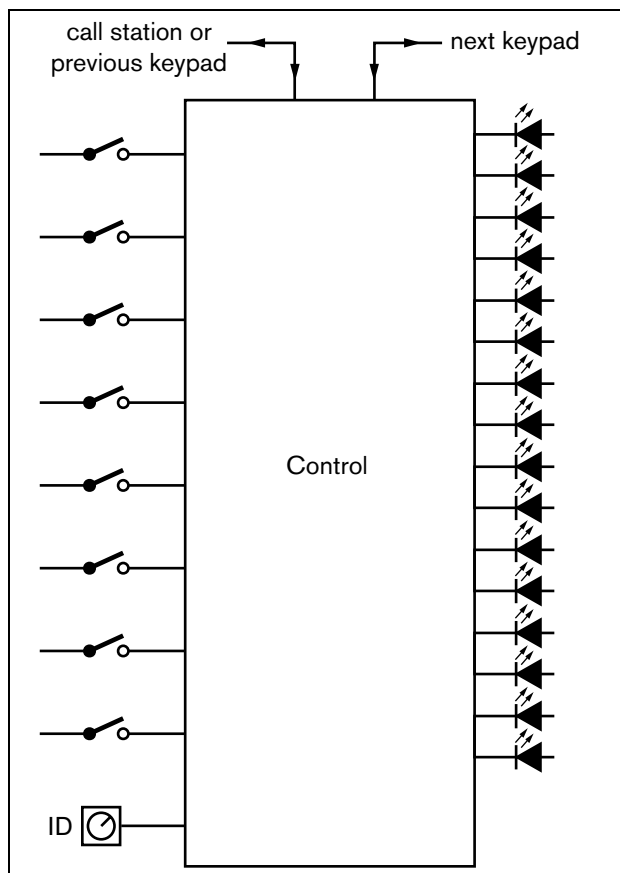 call station or
previous keypad
next keypad
Control
ID